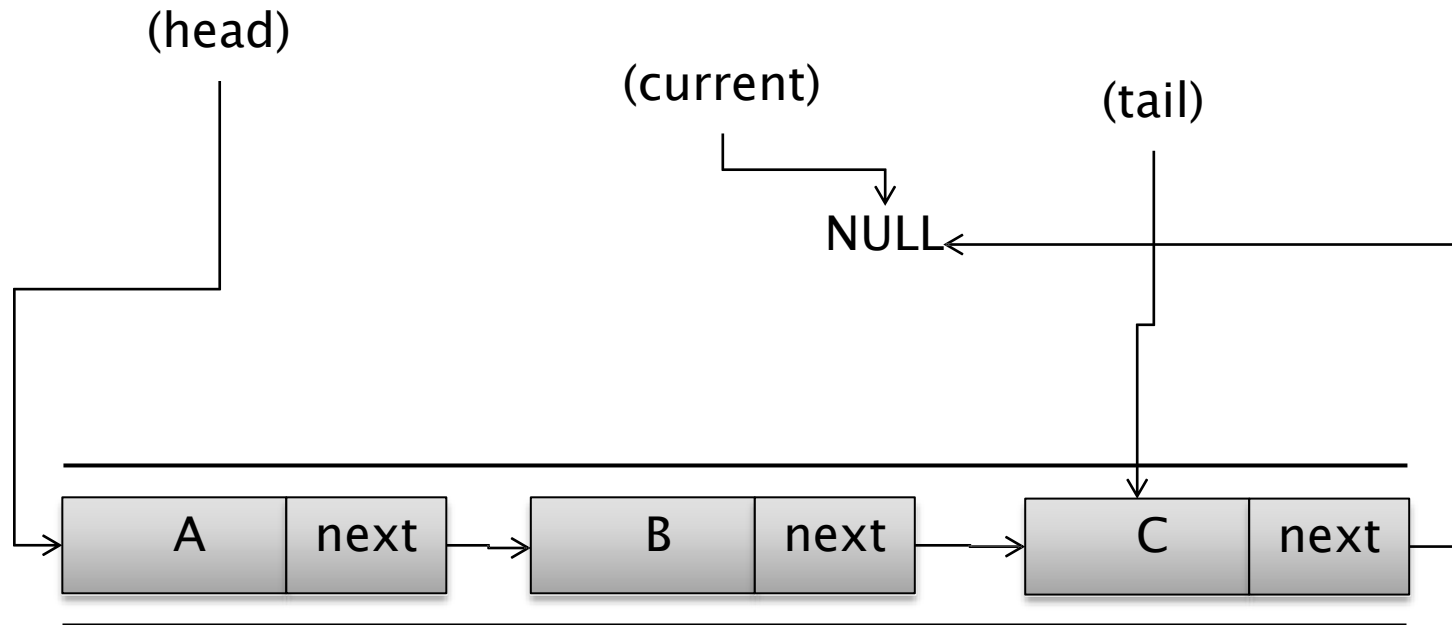 (head)
(current)
(tail)
NULL
A next B next C next